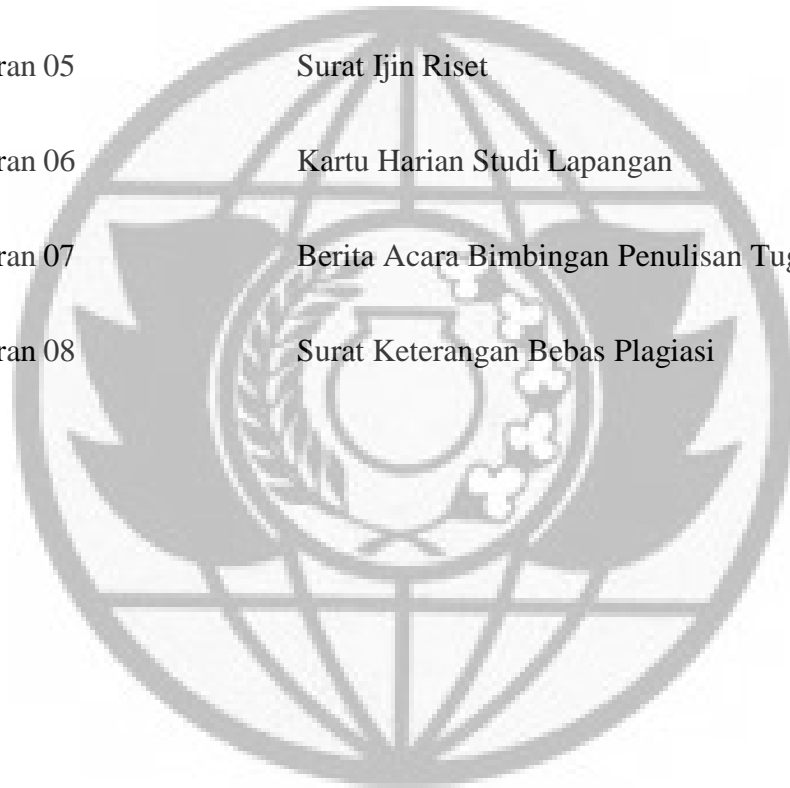 ran 05 Surat Ijin Riset
ran 06 Kartu Harian Studi Lapangan
ran 07 Berita Acara Bimbingan Penulisan Tug
ran 08 Surat Keterangan Bebas Plagiasi